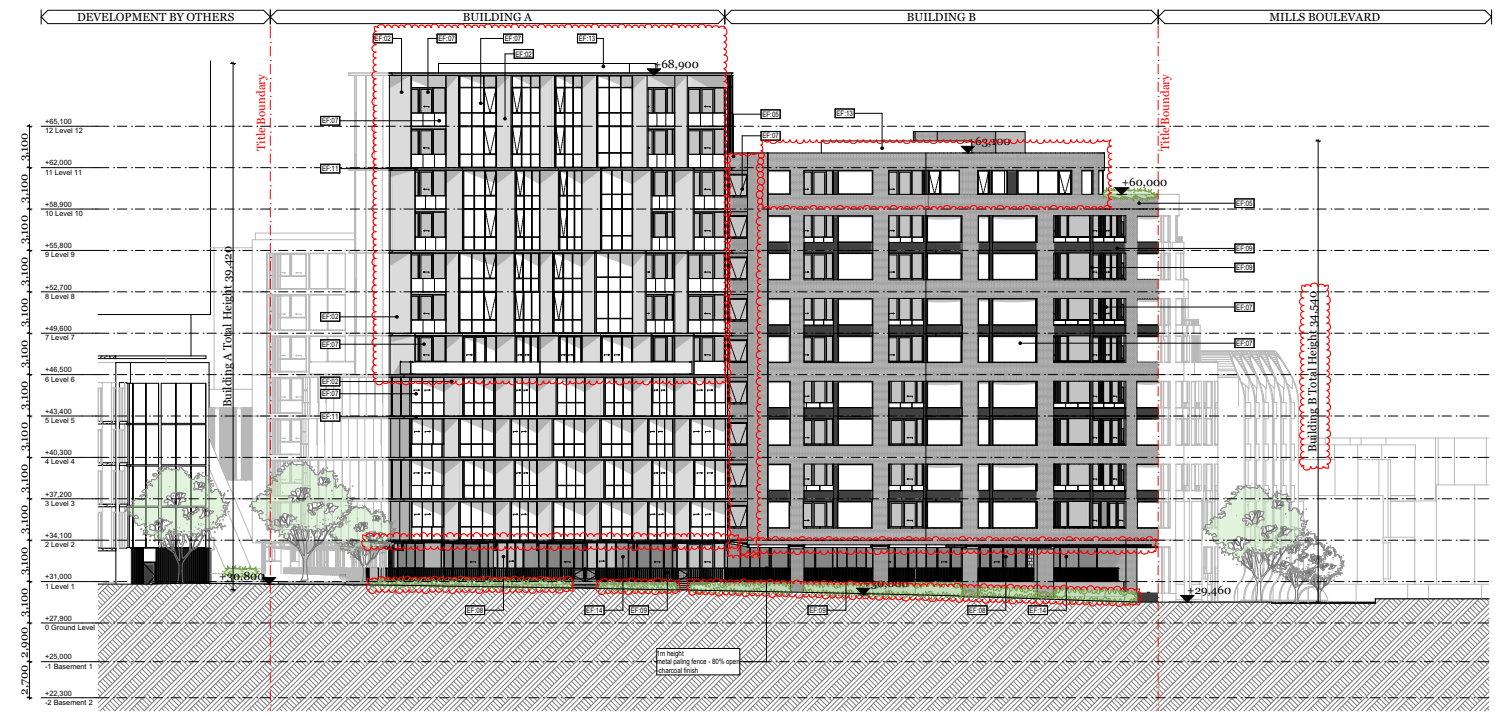 DEVELOPMENT BY OTHERS
BUILDING A
BUILDING B
MILLS BOULEVARD
EF:02
EF:07
EF:07
EF:13
EF:02
+68,900
Title Boundary
Title Boundary
EF:07
EF:05
EF:07
EF:13
+65,100
12 Level 12
3,100
+63,100
+62,000
11 Level 11
EF:11
3,100
+60,000
EF:05
+58,900
10 Level 10
3,100
EF:09
+55,800
9 Level 9
EF:09
3,100
+52,700
8 Level 8
EF:02
EF:07
3,100
+49,600
7 Level 7
EF:07
EF:07
3,100
Building A Total Height 39,420
Building B Total Height 34,540
+46,500
6 Level 6
EF:02
EF:07
3,100
+43,400
5 Level 5
EF:11
3,100
+40,300
4 Level 4
3,100
+37,200
3 Level 3
3,100
+34,100
2 Level 2
3,100
+30,800
+31,000
1 Level 1
+29,460
3,100
EF:14
EF:09
EF:09
EF:08
EF:14
+27,900
0 Ground Level
2,900
1m height
metal paling fence - 80% open
charcoal finish
+25,000
-1 Basement 1
2,700
+22,300
-2 Basement 2